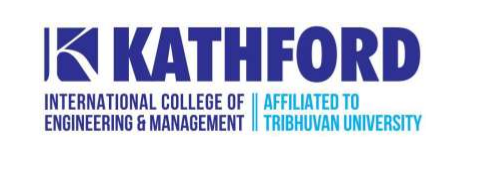 KATHFORD
INTERNATIONAL COLLEGE OF
ENGINEERING & MANAGEMENT
AFFILIATED TO
TRIBHUVAN UNIVERSITY